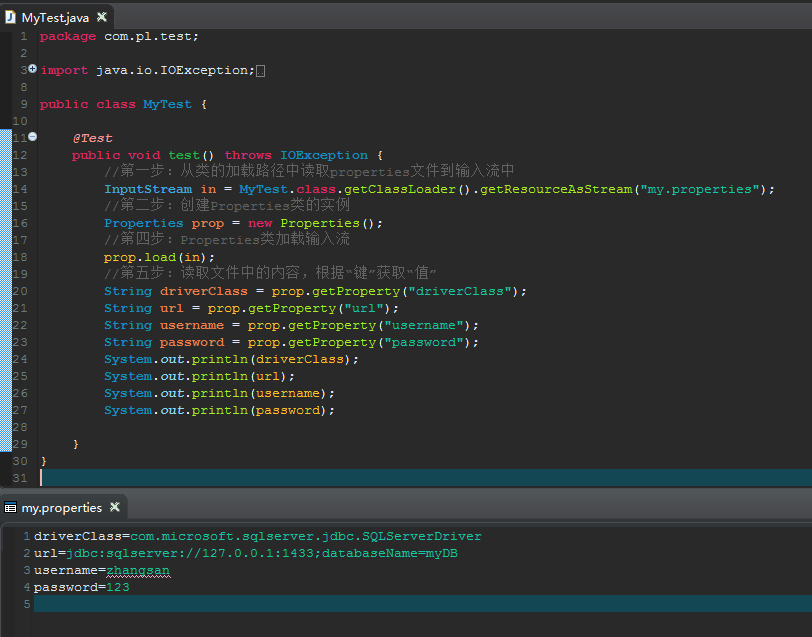 MyTest.java
1 package com.pl.test;
2
3 import java.io.IOException;
8
9 public class MyTest {
10
11 @Test
12 public void test() throws IOException {
13 //第一步：从类的加载路径中读取properties文件到输入流中
14 InputStream in = MyTest.class.getClassLoader().getResourceAsStream("my.properties");
15 //第二步：创建Properties类的实例
16 Properties prop = new Properties();
17 //第四步：Properties类加载输入流
18 prop.load(in);
19 //第五步：读取文件中的内容，根据“键”获取“值”
20 String driverClass = prop.getProperty("driverClass");
21 String url = prop.getProperty("url");
22 String username = prop.getProperty("username");
23 String password = prop.getProperty("password");
24 System.out.println(driverClass);
25 System.out.println(url);
26 System.out.println(username);
27 System.out.println(password);
28
29 }
30 }
31
my.properties
1 driverClass=com.microsoft.sqlserver.jdbc.SQLServerDriver
2 url=jdbc:sqlserver://127.0.0.1:1433;databaseName=myDB
3 username=zhangsan
4 password=123
5